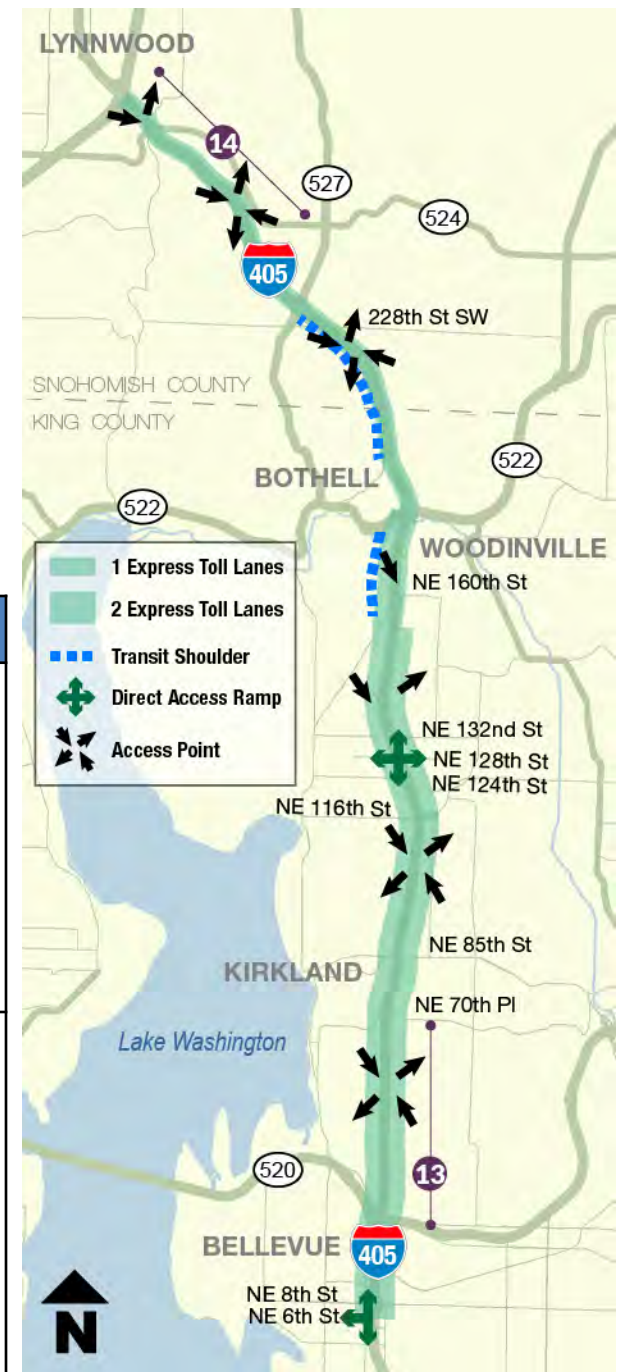 LYNNWOOD
14
527
524
405
228th St SW
SNOHOMISH COUNTY
KING COUNTY
522
BOTHELL
522
WOODINVILLE
1 Express Toll Lanes
2 Express Toll Lanes
Transit Shoulder
Direct Access Ramp
Access Point
NE 160th St
NE 132nd St
NE 128th St
NE 124th St
NE 116th St
NE 85th St
KIRKLAND
NE 70th Pl
Lake Washington
520
13
BELLEVUE
405
NE 8th St
NE 6th St
N